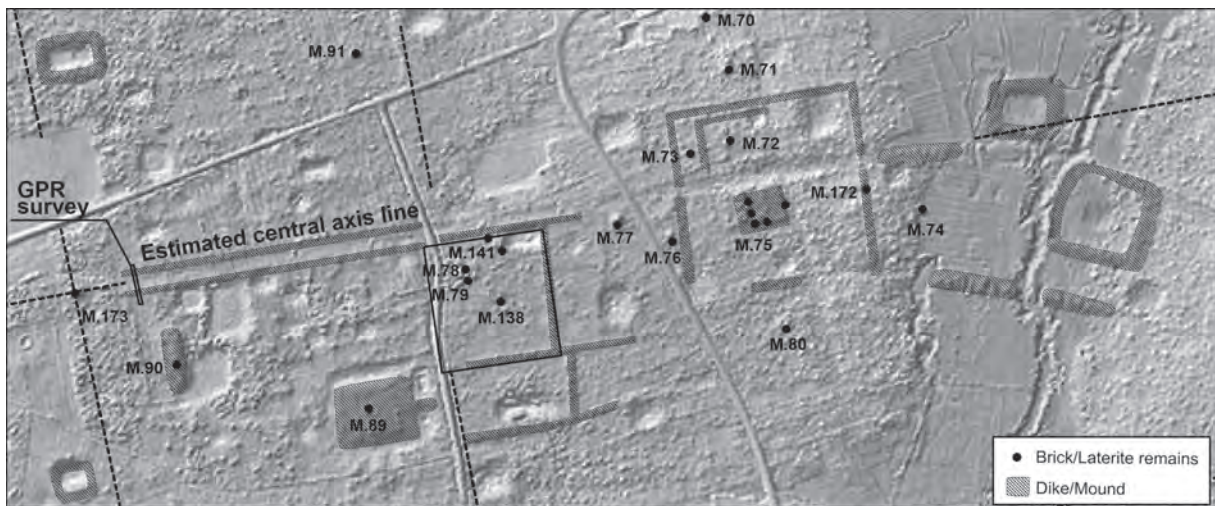 M.70
M.91
M.71
M.72
M.73
GPR
survey
M.172
Estimated central axis line
M.77
M.74
M.75
M.141
M.76
M.78
M.79
M.173
M.138
M.80
M.90
M.89
Brick/Laterite remains
Dike/Mound